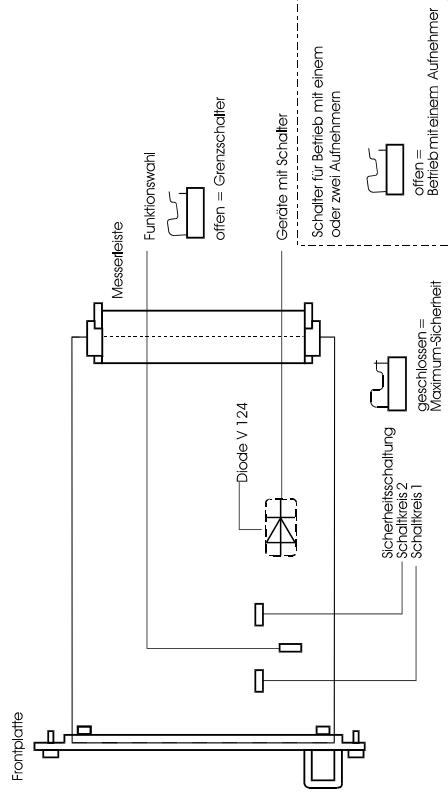 Frontplatte
Messerleiste
Funktionswahl
offen = Grenzschalter
Diode V 124
Geräte mit Schalter
Schalter für Betrieb mit einem
oder zwei Aufnehmern
offen =
Betrieb mit einem Aufnehmer
Sicherheitsschaltung
Schaltkreis 2
Schaltkreis 1
geschlossen =
Maximum-Sicherheit